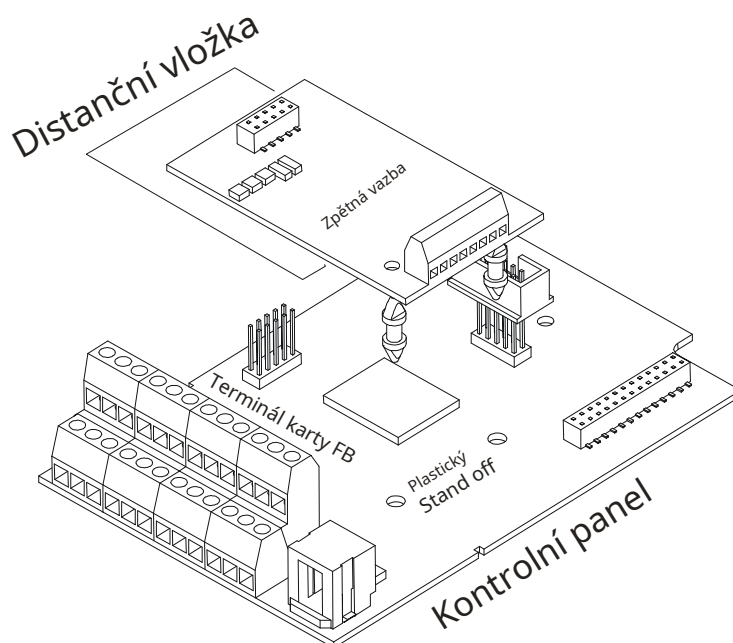 Distanční vložka
Zpětná vazba
Terminál karty FB
Plastický
Stand off
Kontrolní panel